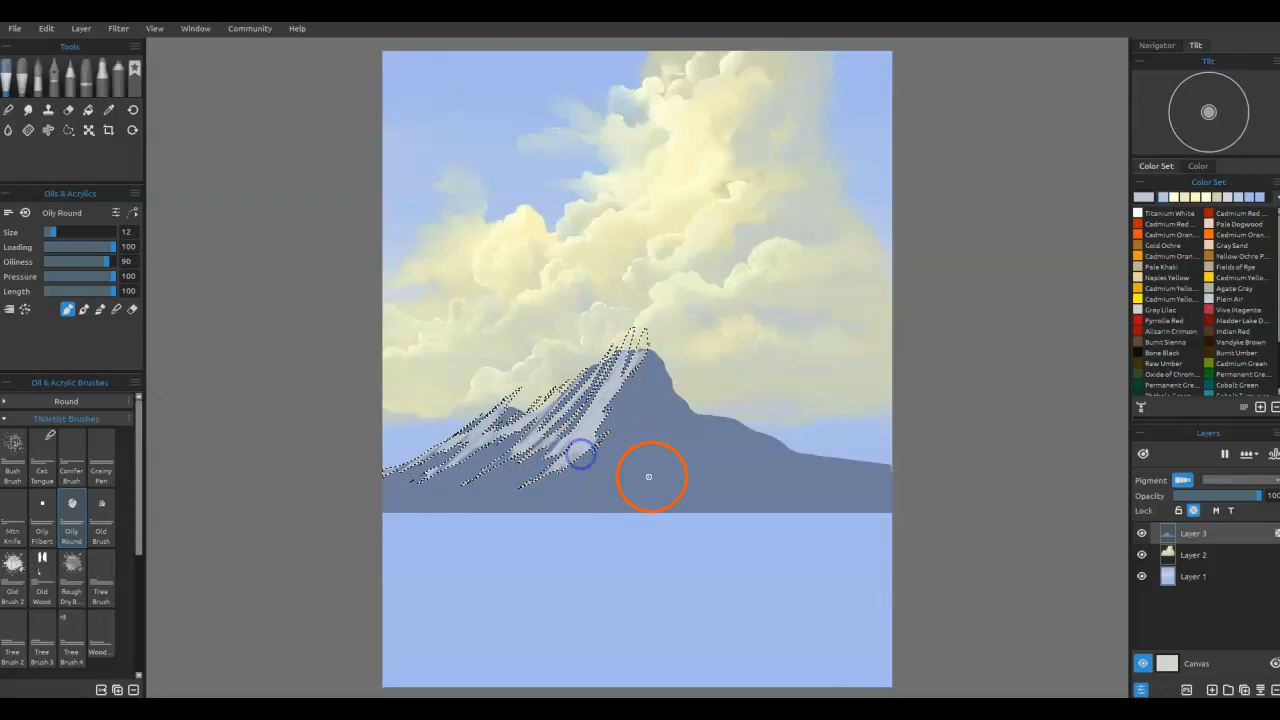 File Edit Layer Filter View Window Community Help
Tools
Oils & Acrylics
Oily Round
Size 12
Loading 100
Oiliness 90
Pressure 100
Length 100
Oil & Acrylic Brushes
Round
7NArtist Brushes
Bush Brush
Cat Tongue
Conifer Brush
Grainy Pen
Mtn Knife
Oily Filbert
Oily Round
Old Brush
Old Brush 2
Old Wood
Rough Dry B...
Tree Brush
Tree Brush 2
Tree Brush 3
Tree Brush 4
Wood...
Navigator Tilt
Tilt
Color Set Color
Color Set
Titanium White Cadmium Red ...
Cadmium Red ... Pale Dogwood
Cadmium Oran... Cadmium Oran...
Gold Ochre Gray Sand
Cadmium Oran... Yellow Ochre P...
Pale Khaki Fields of Rye
Naples Yellow Cadmium Yello...
Cadmium Yello... Agate Gray
Cadmium Yello... Plein Air
Gray Lilac Viva Magenta
Pyrrolle Red Madder Lake D...
Alizarin Crimson Indian Red
Burnt Sienna Vandyke Brown
Bone Black Burnt Umber
Raw Umber Cadmium Green
Oxide of Chrom... Permanent Gre...
Permanent Gre... Cobalt Green
Layers
Pigment
Opacity 100
Lock M T
Layer 3
Layer 2
Layer 1
Canvas
PS